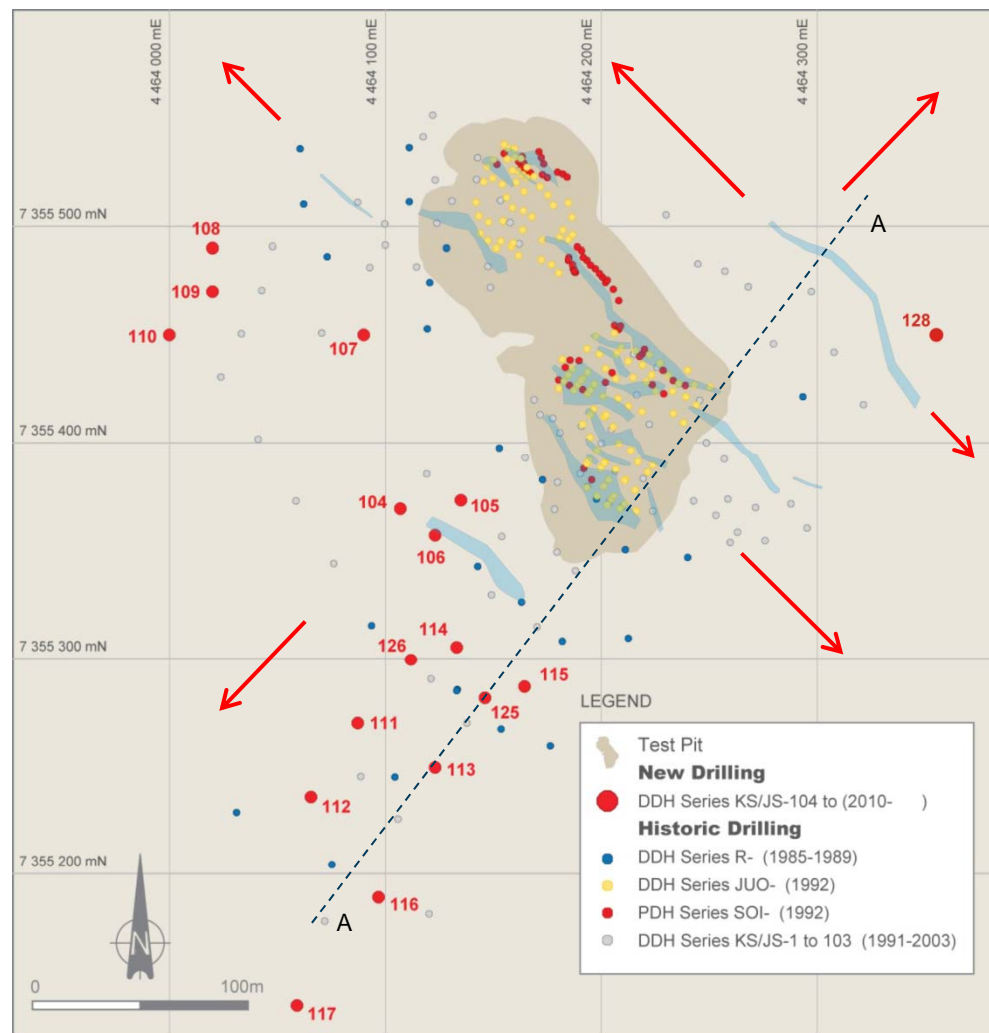 4 464 000 mE
4 464 100 mE
4 464 200 mE
4 464 300 mE
7 355 500 mN
A
108
109
110
107
128
7 355 400 mN
104
105
106
7 355 300 mN
114
126
115
125
LEGEND
111
113
112
Test Pit
New Drilling
DDH Series KS/JS-104 to (2010- )
Historic Drilling
DDH Series R- (1985-1989)
DDH Series JUO- (1992)
PDH Series SOI- (1992)
DDH Series KS/JS-1 to 103 (1991-2003)
7 355 200 mN
116
A
N
0 100m
117